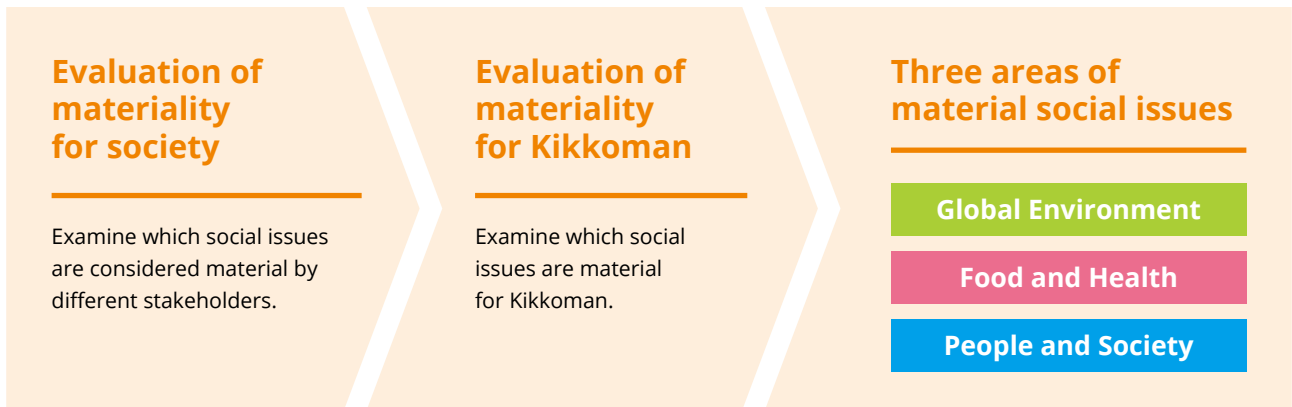 Evaluation of
materiality
for society
Examine which social issues
are considered material by
different stakeholders.
Evaluation of
materiality
for Kikkoman
Examine which social
issues are material
for Kikkoman.
Three areas of
material social issues
Global Environment
Food and Health
People and Society